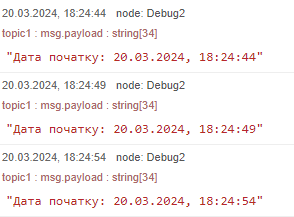 20.03.2024, 18:24:44 node: Debug2
topic1 : msg.payload : string[34]
"Дата початку: 20.03.2024, 18:24:44"
20.03.2024, 18:24:49 node: Debug2
topic1 : msg.payload : string[34]
"Дата початку: 20.03.2024, 18:24:49"
20.03.2024, 18:24:54 node: Debug2
topic1 : msg.payload : string[34]
"Дата початку: 20.03.2024, 18:24:54"